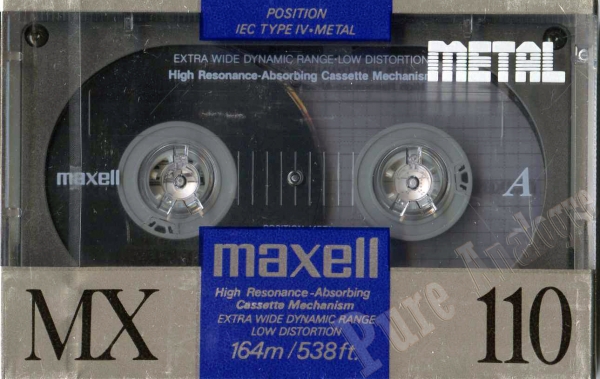 POSITION
IEC TYPE IV•METAL
EXTRA WIDE DYNAMIC RANGE•LOW DISTORTION
High Resonance-Absorbing Cassette Mechanism
METAL
maxell
A
maxell
MX
High Resonance-Absorbing
Cassette Mechanism
EXTRA WIDE DYNAMIC RANGE
LOW DISTORTION
164m/538ft.
110
Pure Analogue